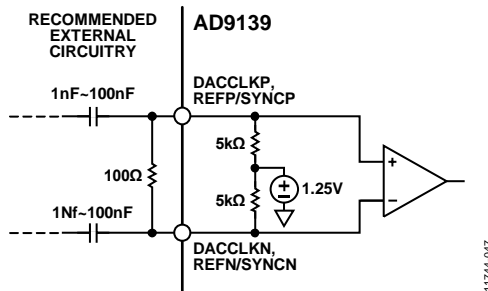 RECOMMENDED
EXTERNAL
CIRCUITRY
AD9139
DACCLKP,
REFP/SYNCP
1nF~100nF
5kΩ
100Ω
1.25V
5kΩ
1Nf~100nF
DACCLKN,
REFN/SYNCN
+
−
+
−
11744-047